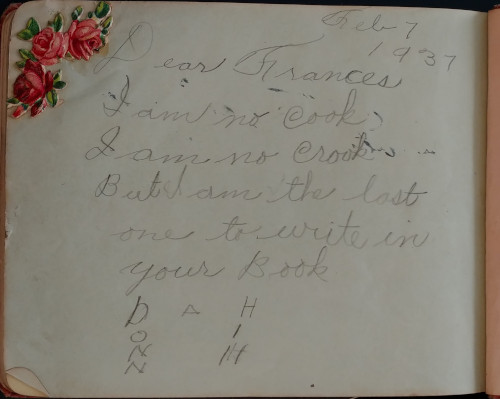 Feb 7
1937
Dear Frances
I am no Cook,
I am no Crook
But I am the last
one to write in
your Book
D A H
O I
N
N